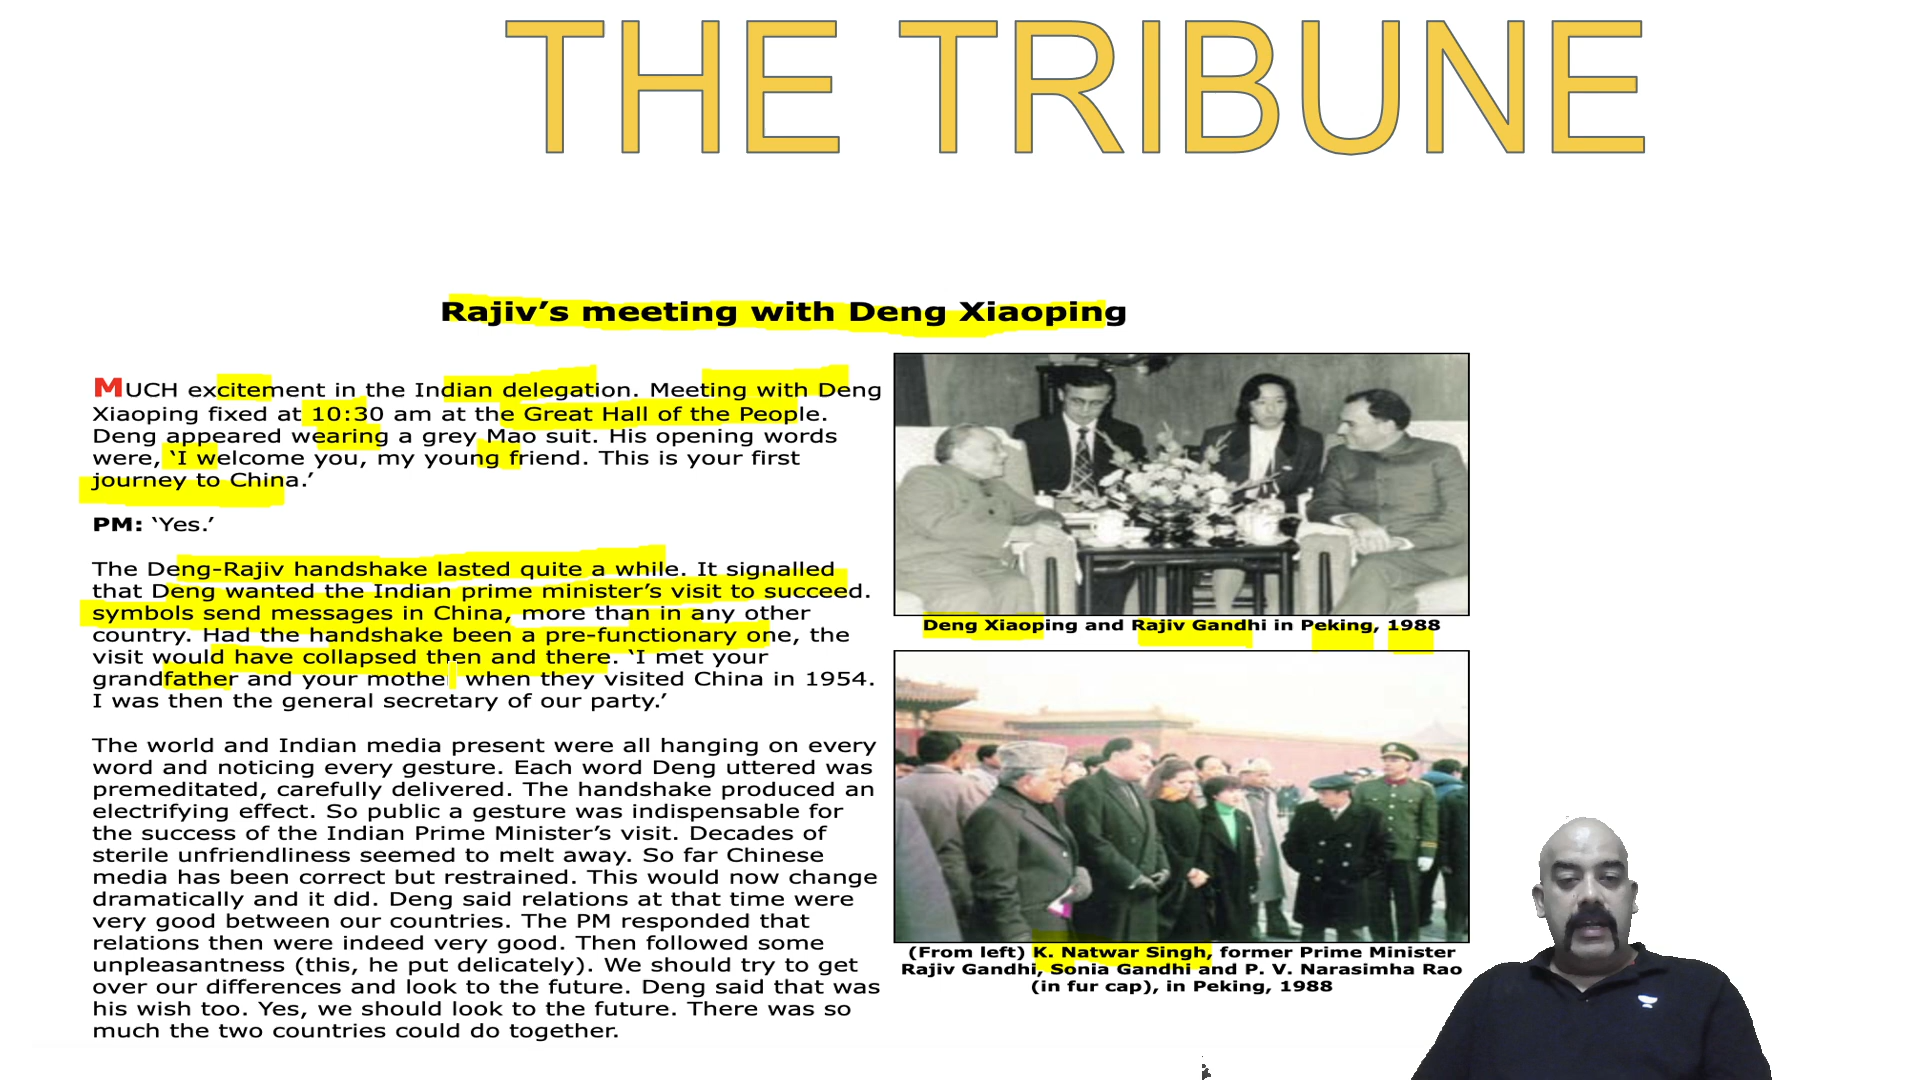 THE TRIBUNE
Rajiv’s meeting with Deng Xiaoping
MUCH excitement in the Indian delegation. Meeting with Deng
Xiaoping fixed at 10:30 am at the Great Hall of the People.
Deng appeared wearing a grey Mao suit. His opening words
were, ‘I welcome you, my young friend. This is your first
journey to China.’
PM: ‘Yes.’
The Deng-Rajiv handshake lasted quite a while. It signalled
that Deng wanted the Indian prime minister’s visit to succeed.
symbols send messages in China, more than in any other
country. Had the handshake been a pre-functionary one, the
visit would have collapsed then and there. ‘I met your
grandfather and your mothe when they visited China in 1954.
I was then the general secretary of our party.’
The world and Indian media present were all hanging on every
word and noticing every gesture. Each word Deng uttered was
premeditated, carefully delivered. The handshake produced an
electrifying effect. So public a gesture was indispensable for
the success of the Indian Prime Minister’s visit. Decades of
sterile unfriendliness seemed to melt away. So far Chinese
media has been correct but restrained. This would now change
dramatically and it did. Deng said relations at that time were
very good between our countries. The PM responded that
relations then were indeed very good. Then followed some
unpleasantness (this, he put delicately). We should try to get
over our differences and look to the future. Deng said that was
his wish too. Yes, we should look to the future. There was so
much the two countries could do together.
Deng Xiaoping and Rajiv Gandhi in Peking, 1988
(From left) K. Natwar Singh, former Prime Minister
Rajiv Gandhi, Sonia Gandhi and P. V. Narasimha Rao
(in fur cap), in Peking, 1988